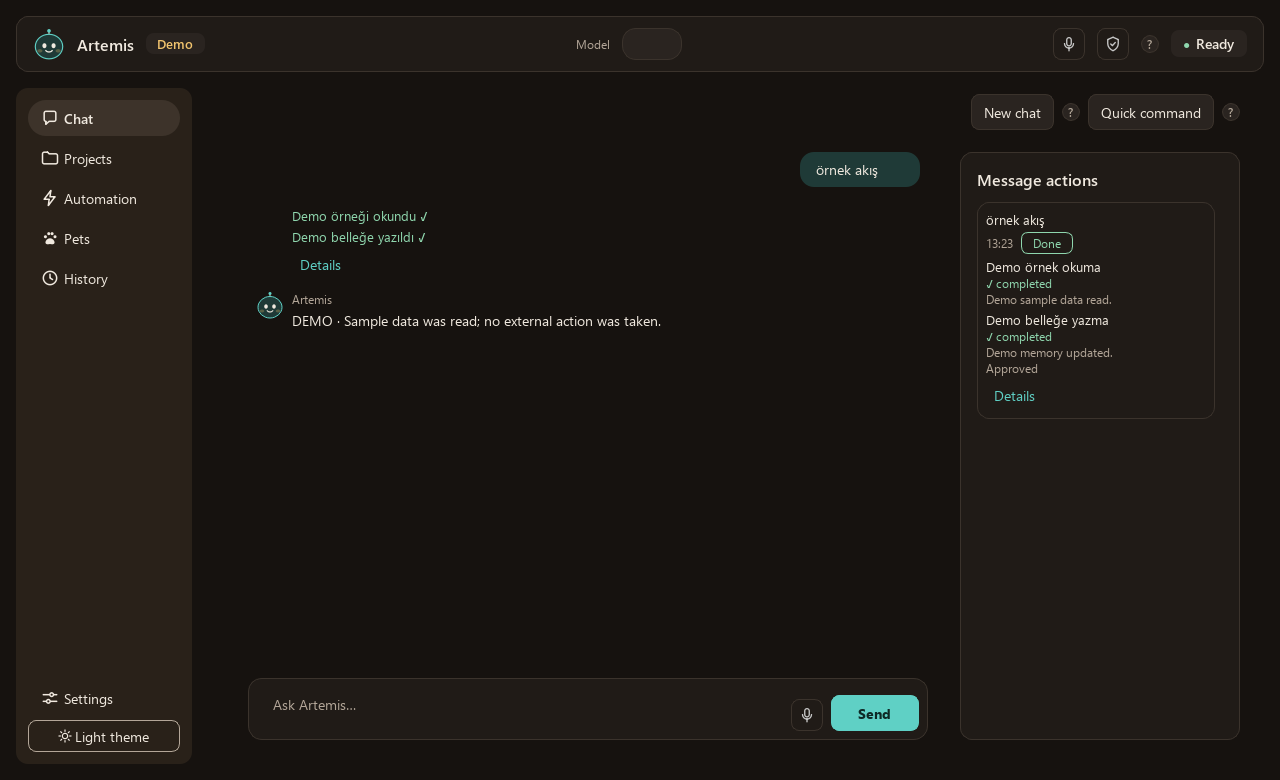 Artemis
Demo
Model
?
● Ready
Chat
Projects
Automation
Pets
History
Settings
Light theme
New chat
?
Quick command
?
örnek akış
Demo örneği okundu ✓
Demo belleğe yazıldı ✓
Details
Artemis
DEMO · Sample data was read; no external action was taken.
Ask Artemis...
Send
Message actions
örnek akış
13:23 Done
Demo örnek okuma
✓ completed
Demo sample data read.
Demo belleğe yazma
✓ completed
Demo memory updated.
Approved
Details